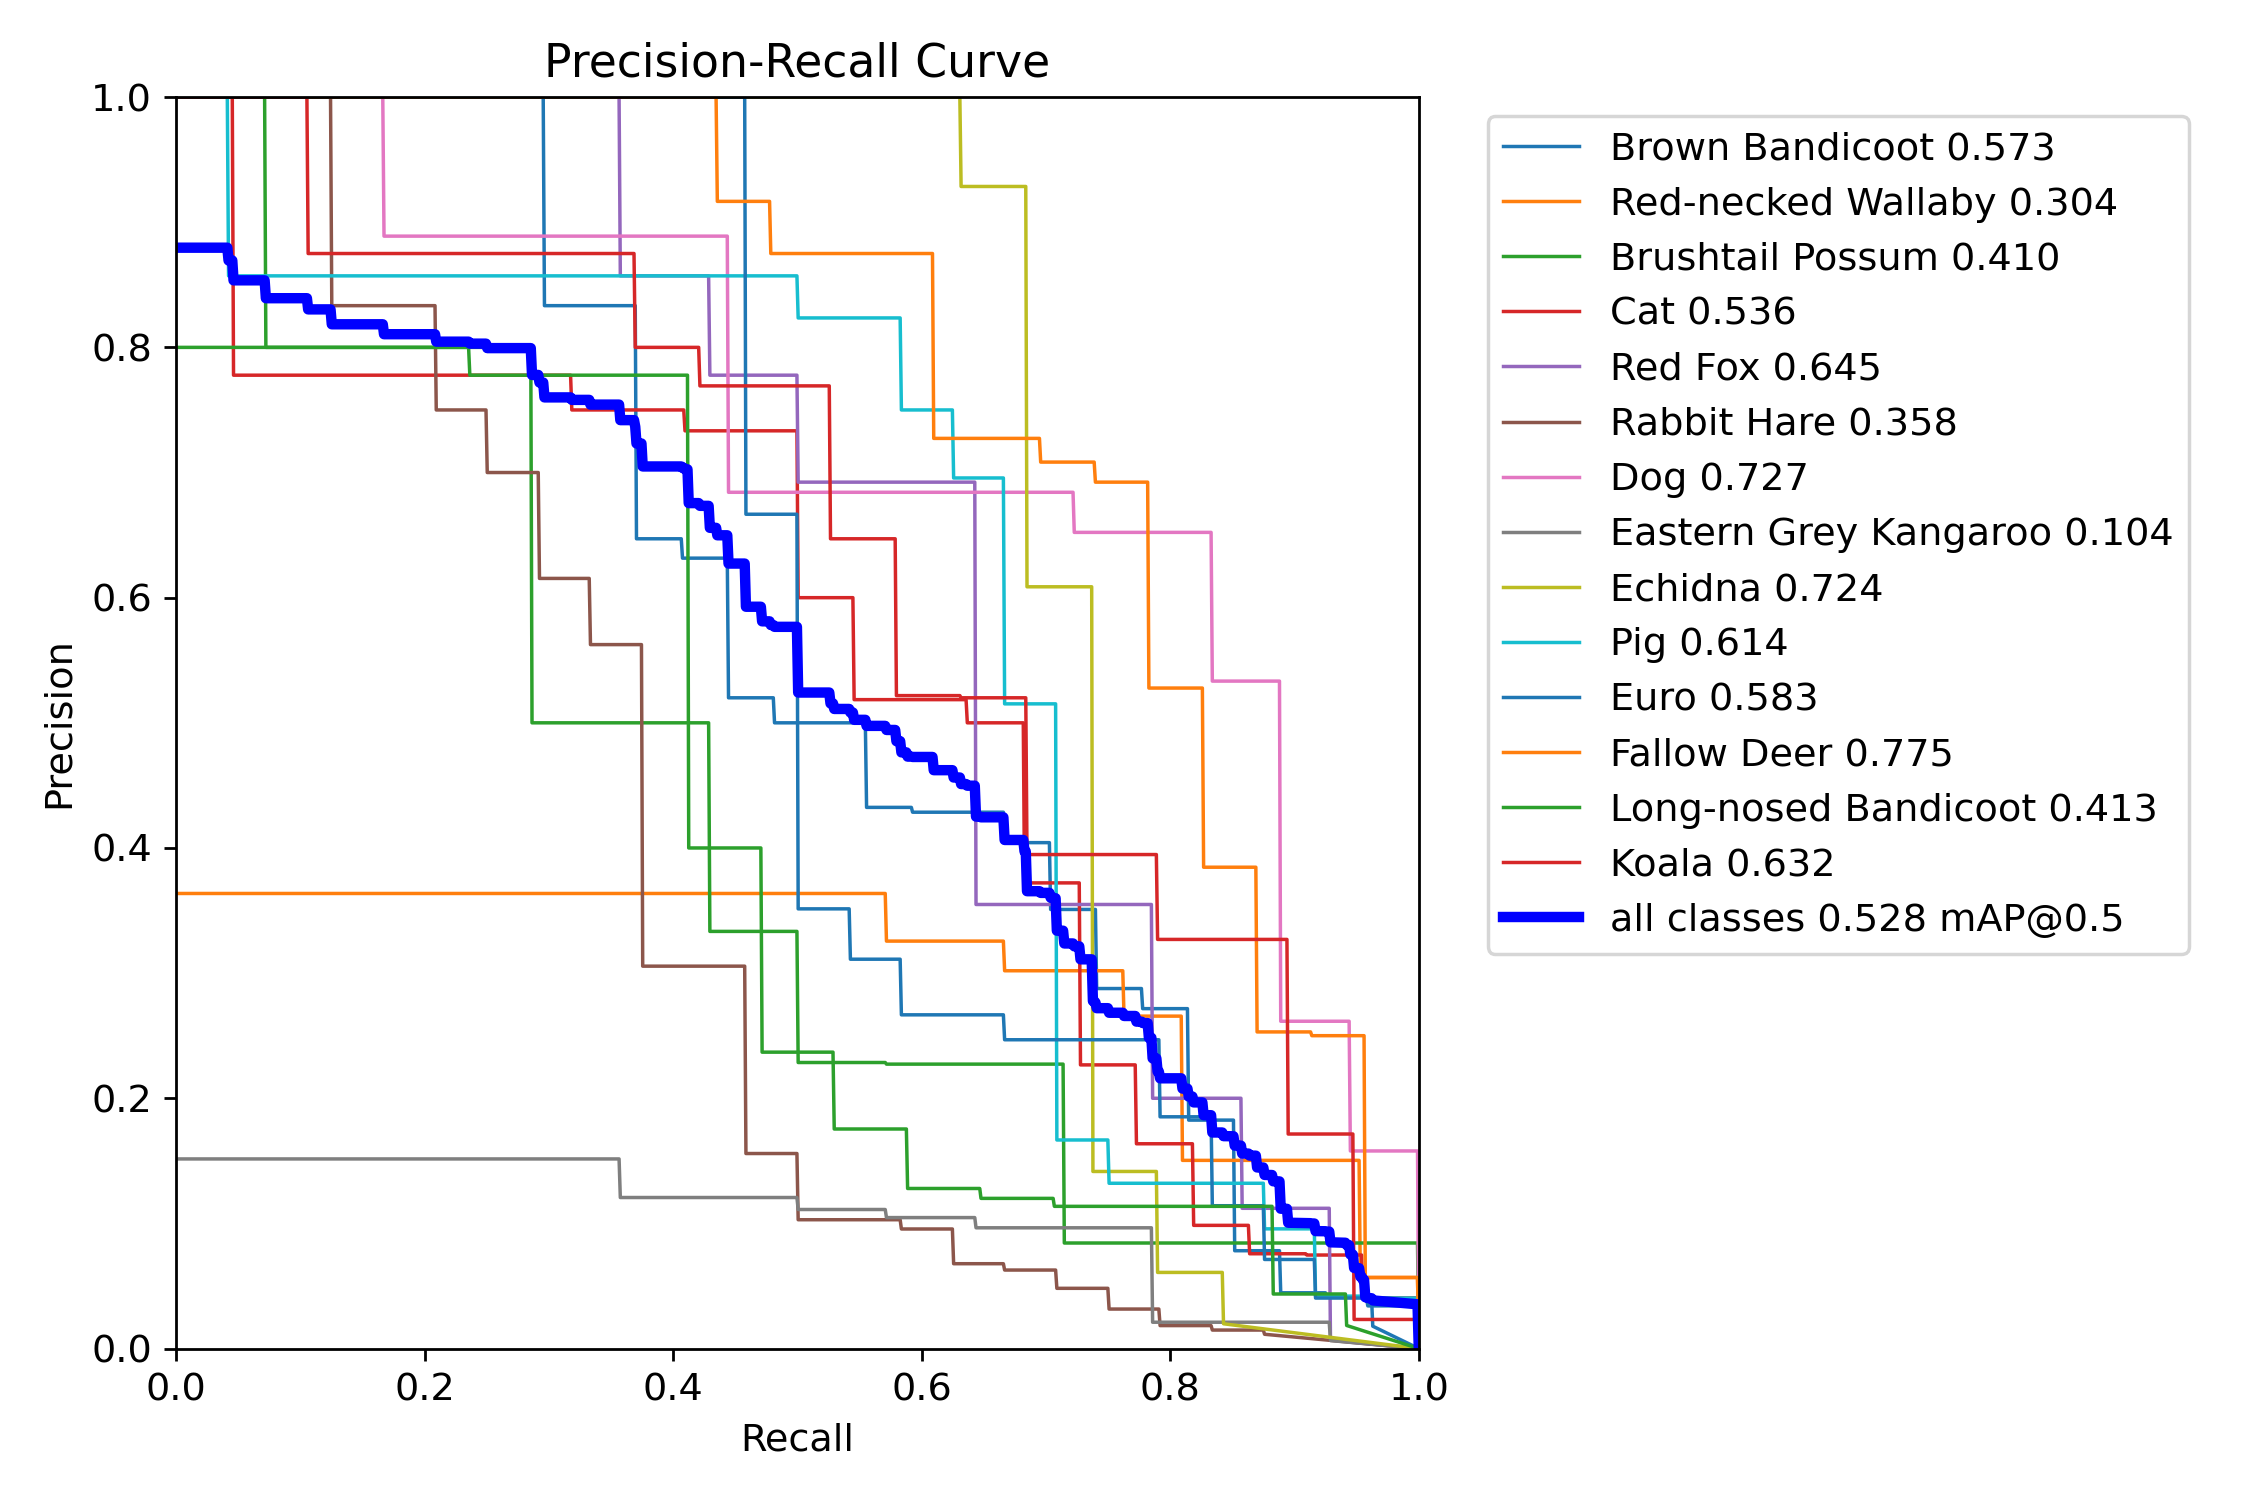 Precision-Recall Curve
1.0
0.8
0.6
0.4
0.2
0.0
Precision
0.0 0.2 0.4 0.6 0.8 1.0
Recall
Brown Bandicoot 0.573
Red-necked Wallaby 0.304
Brushtail Possum 0.410
Cat 0.536
Red Fox 0.645
Rabbit Hare 0.358
Dog 0.727
Eastern Grey Kangaroo 0.104
Echidna 0.724
Pig 0.614
Euro 0.583
Fallow Deer 0.775
Long-nosed Bandicoot 0.413
Koala 0.632
all classes 0.528 mAP@0.5